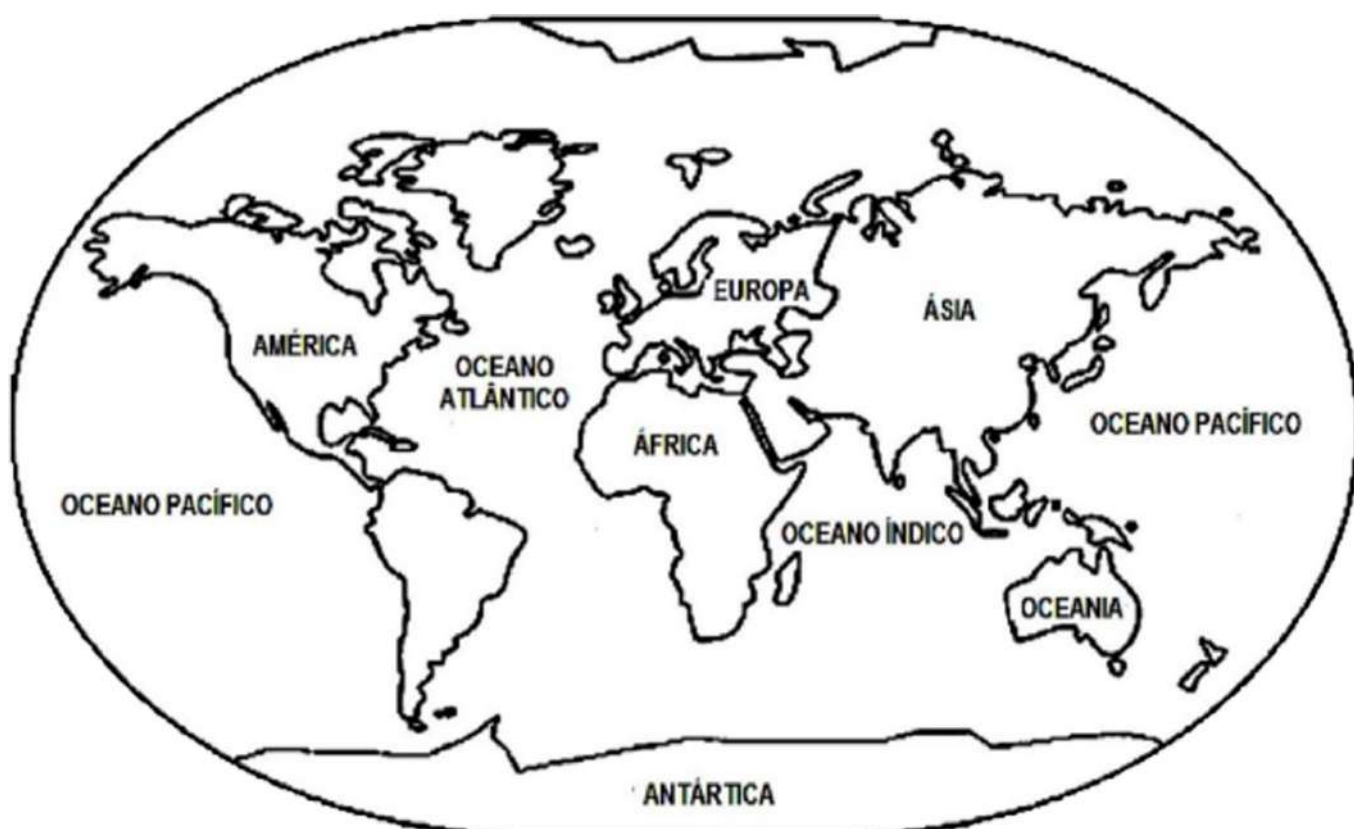 EUROPA
ÁSIA
AMÉRICA
OCEANO
ATLÂNTICO
OCEANO PACÍFICO
ÁFRICA
OCEANO PACÍFICO
OCEANO ÍNDICO
OCEANIA
ANTÁRTICA